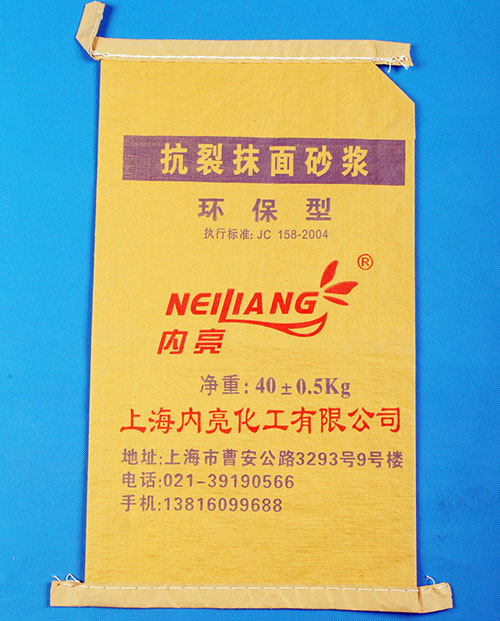 抗裂抹面砂浆
环保型
执行标准: JC 158-2004
®
NEILIANG
内亮
净重: 40±0.5Kg
上海内亮化工有限公司
地址:上海市曹安公路3293号9号楼
电话:021-39190566
手机:13816099688